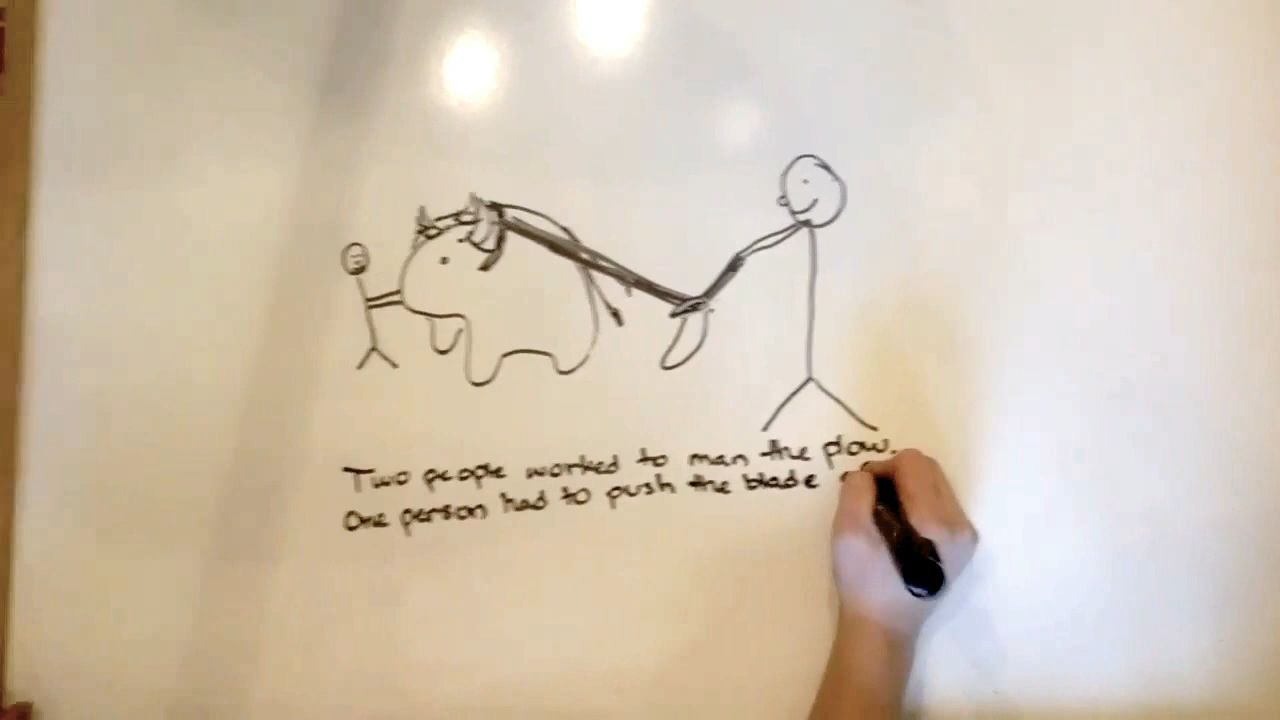 Two people worked to man the plow.
One person had to push the blade